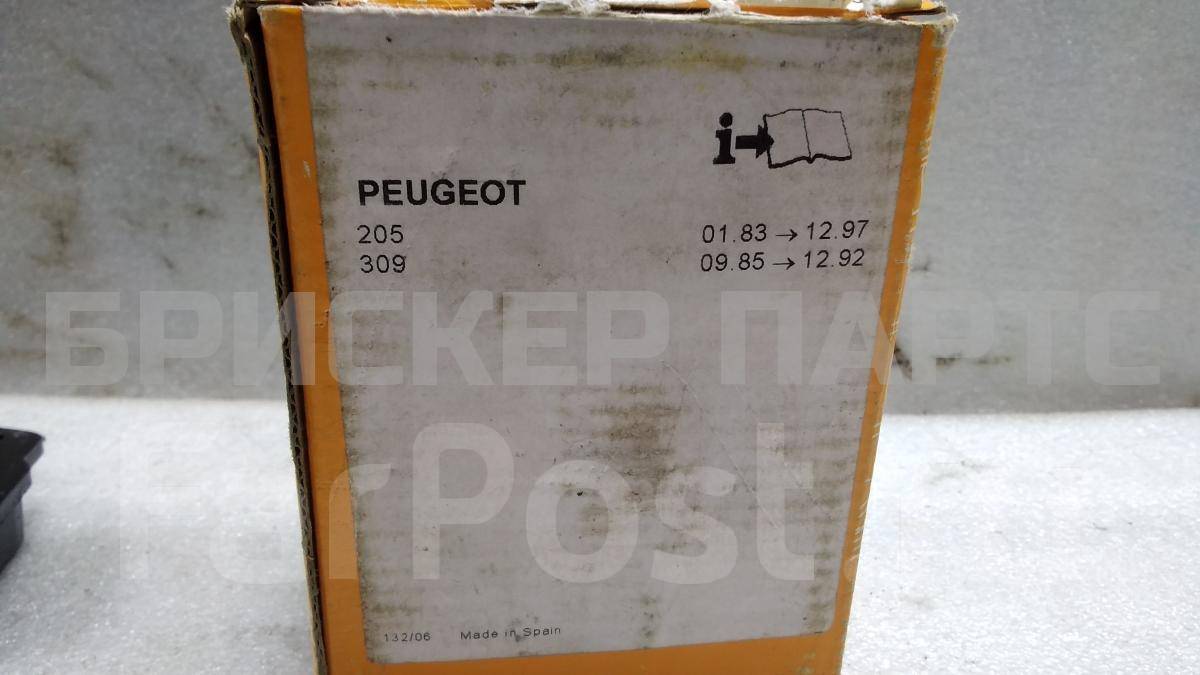 PEUGEOT
205 01.83 → 12.97
309 09.85 → 12.92
БРИСКЕР ПАРТС
FarPost.ru
132/06 Made in Spain